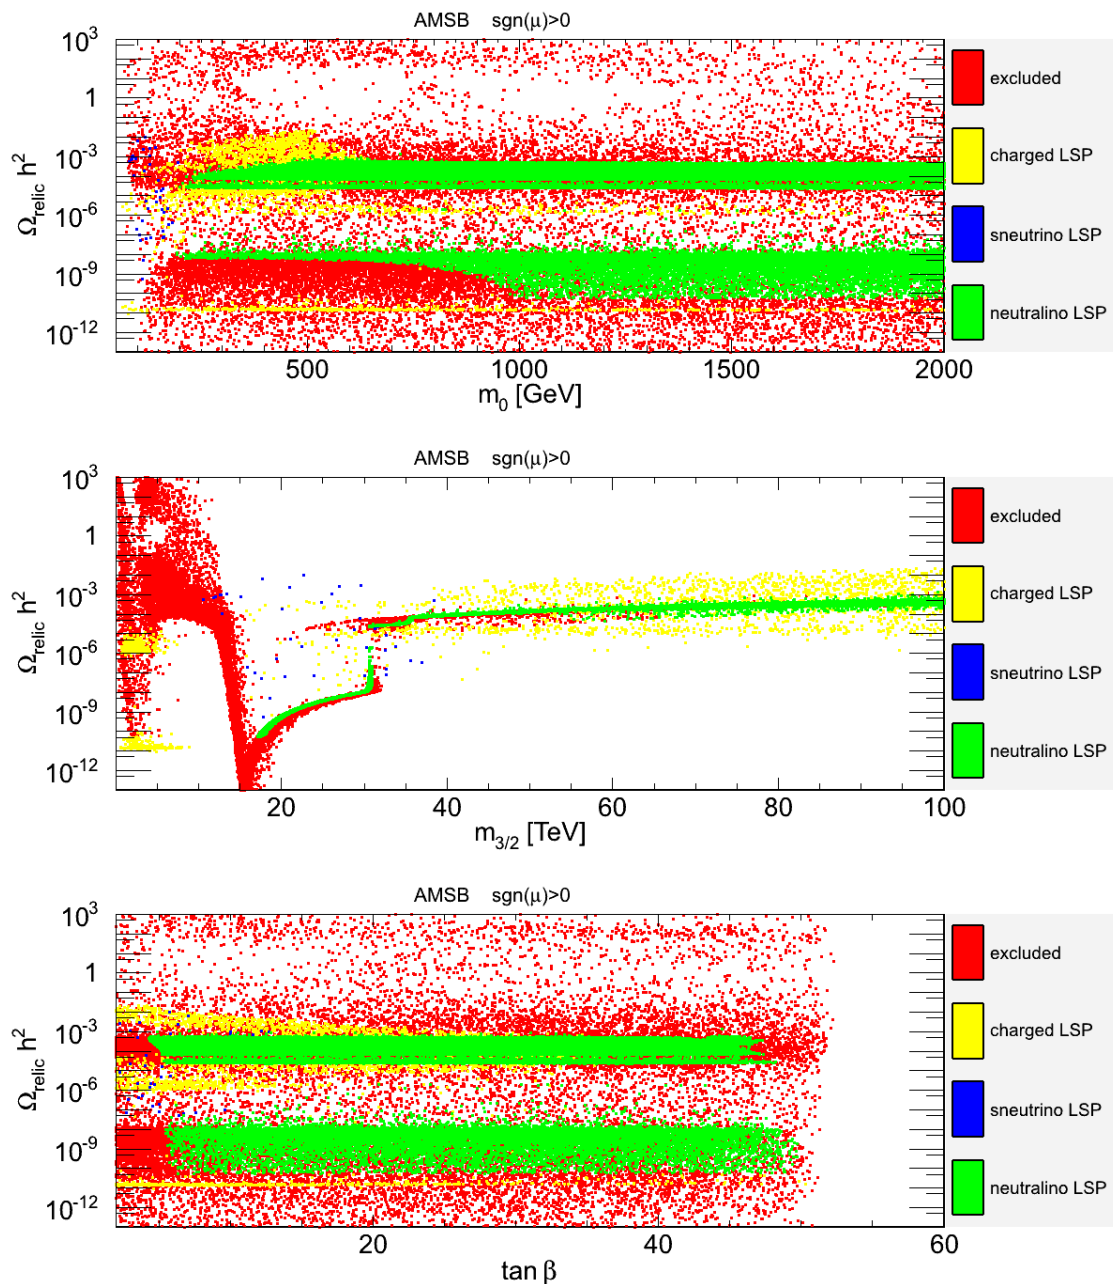 AMSB sgn(μ)>0
10³
1
10⁻³
10⁻⁶
10⁻⁹
10⁻¹²
Ω_relic h²
500 1000 1500 2000
m₀ [GeV]
excluded
charged LSP
sneutrino LSP
neutralino LSP
AMSB sgn(μ)>0
10³
1
10⁻³
10⁻⁶
10⁻⁹
10⁻¹²
Ω_relic h²
20 40 60 80 100
m_3/2 [TeV]
excluded
charged LSP
sneutrino LSP
neutralino LSP
AMSB sgn(μ)>0
10³
1
10⁻³
10⁻⁶
10⁻⁹
10⁻¹²
Ω_relic h²
20 40 60
tan β
excluded
charged LSP
sneutrino LSP
neutralino LSP